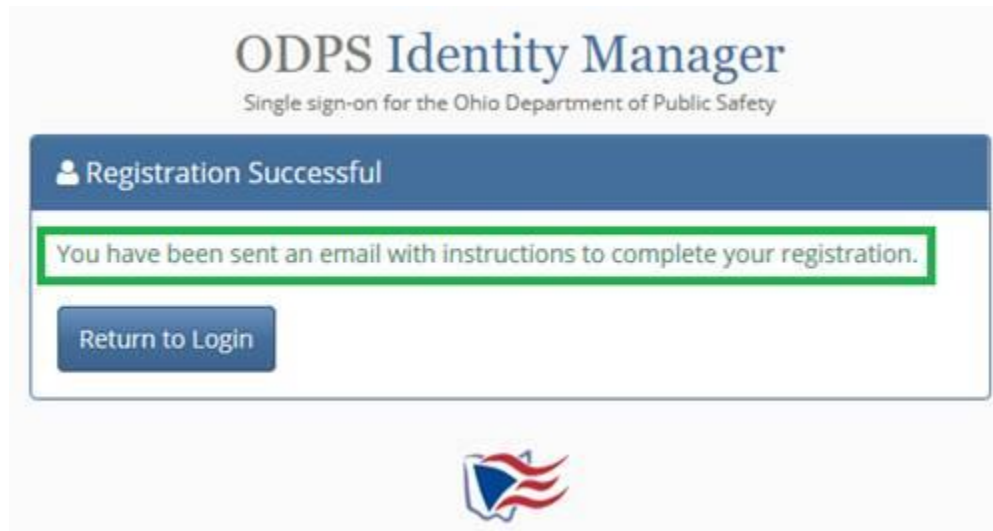 ODPS Identity Manager
Single sign-on for the Ohio Department of Public Safety
Registration Successful
You have been sent an email with instructions to complete your registration.
Return to Login